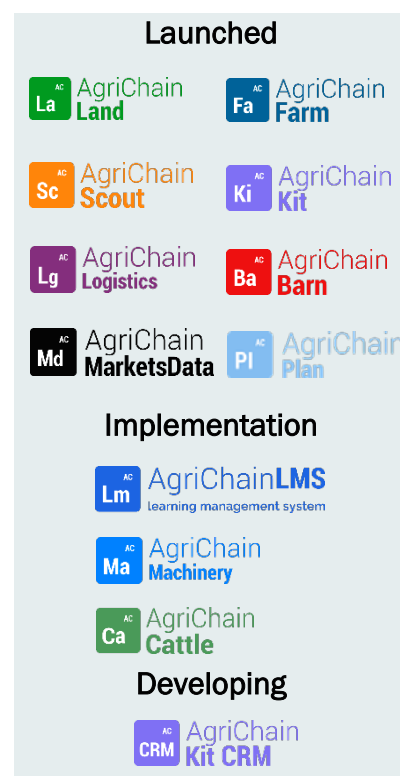 Launched
AC
La
AgriChain
Land
AC
Fa
AgriChain
Farm
AC
Sc
AgriChain
Scout
AC
Ki
AgriChain
Kit
AC
Lg
AgriChain
Logistics
AC
Ba
AgriChain
Barn
AC
Md
AgriChain
MarketsData
AC
Pl
AgriChain
Plan
Implementation
AC
Lm
AgriChainLMS
learning management system
AC
Ma
AgriChain
Machinery
AC
Ca
AgriChain
Cattle
Developing
AC
CRM
AgriChain
Kit CRM